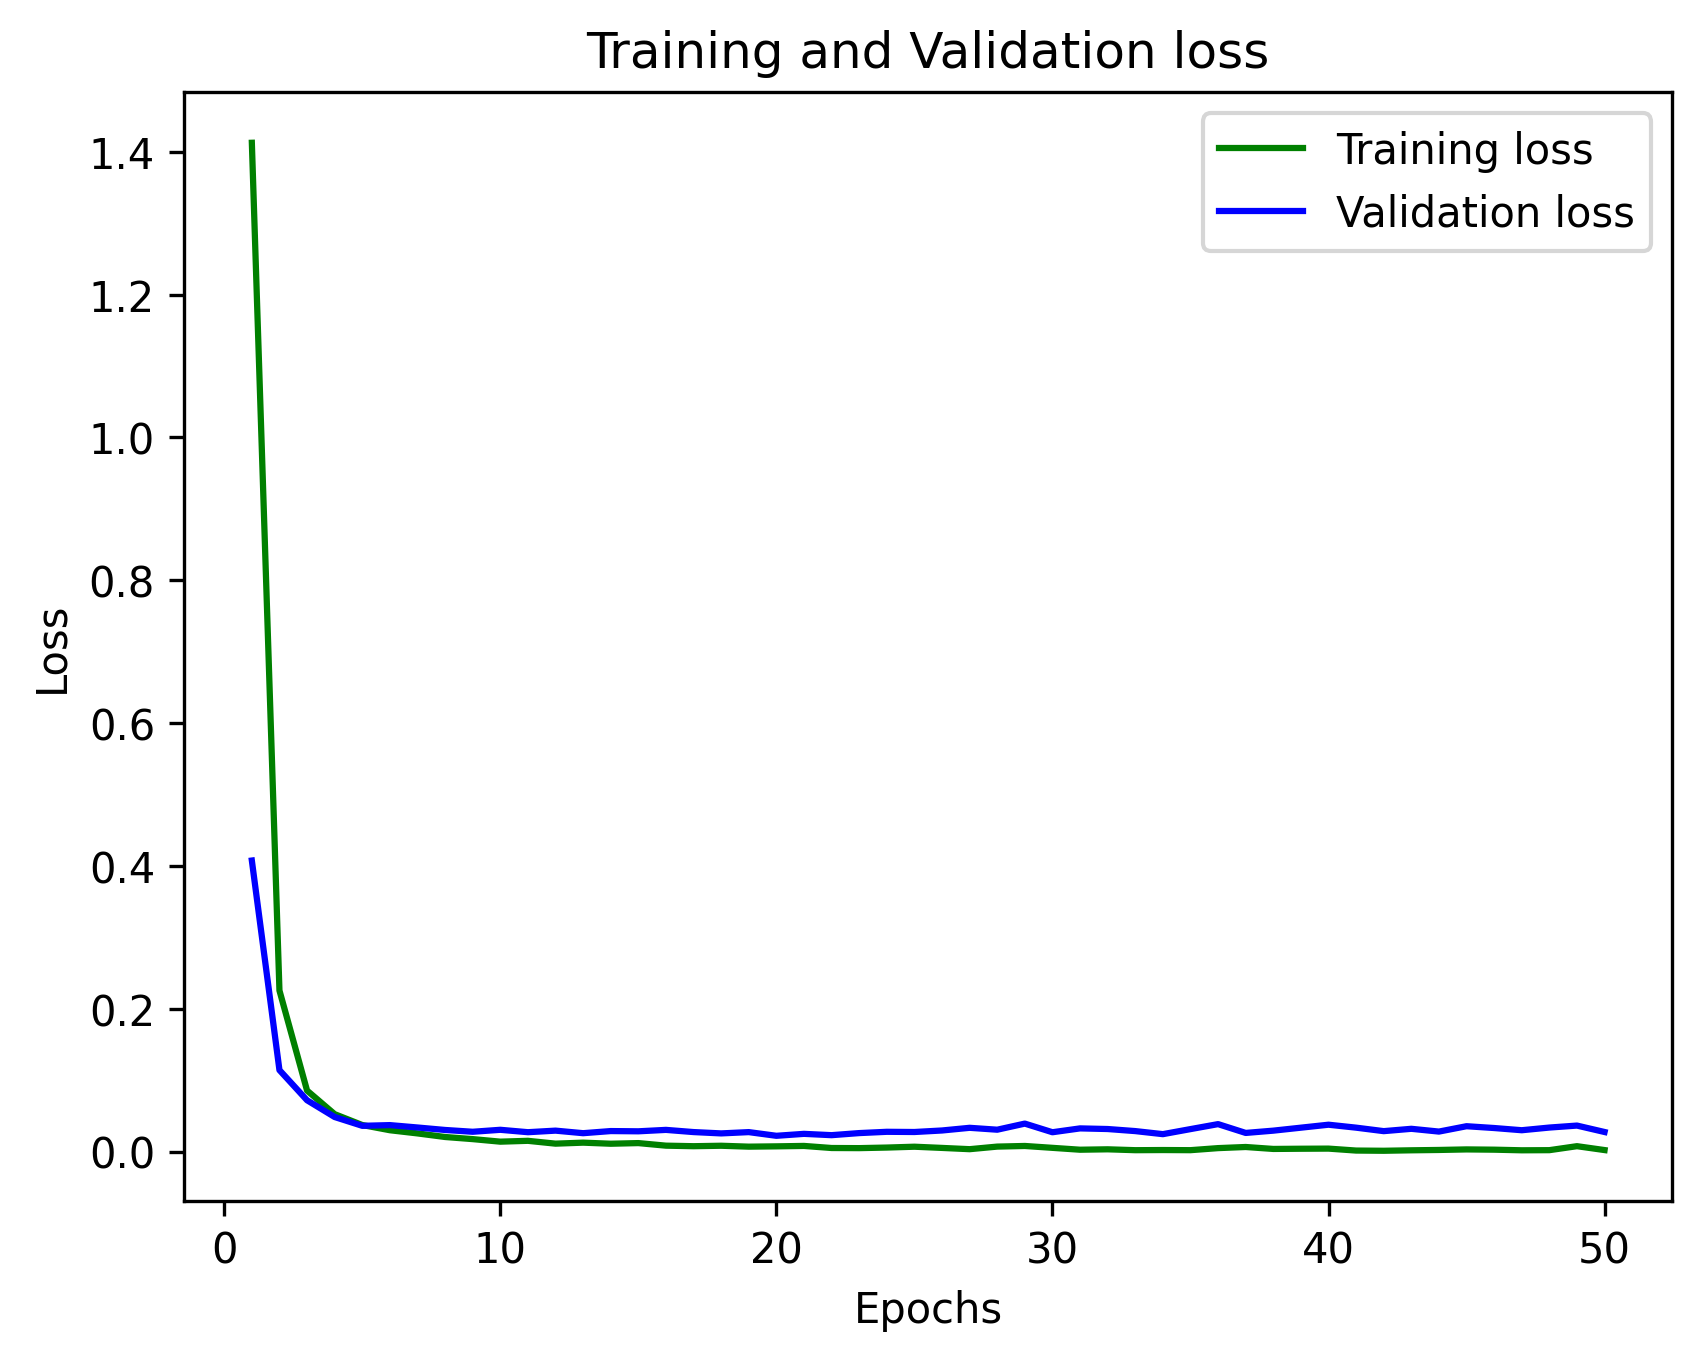 Training and Validation loss
Training loss
Validation loss
1.4
1.2
1.0
0.8
0.6
0.4
0.2
0.0
Loss
0 10 20 30 40 50
Epochs